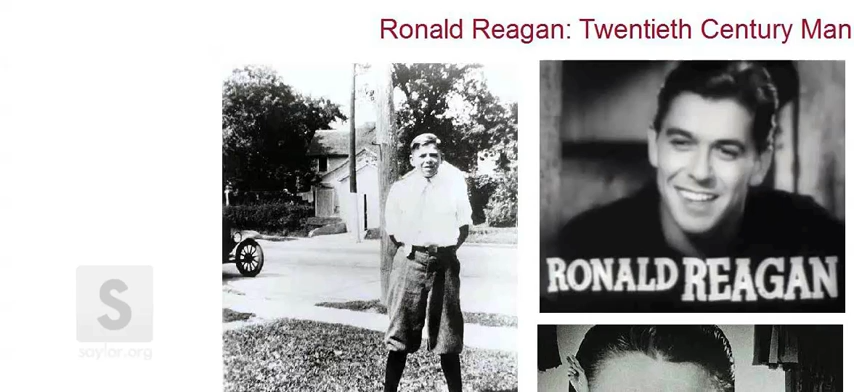 Ronald Reagan: Twentieth Century Man
RONALD REAGAN
S
saylor.org